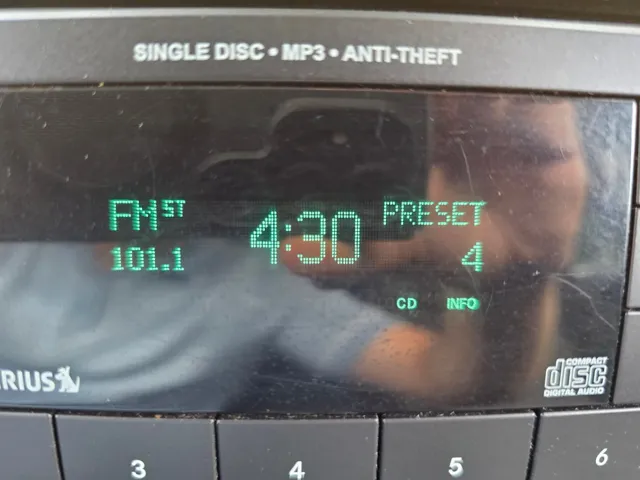 SINGLE DISC • MP3 • ANTI-THEFT
FM ST 4:30 PRESET
101.1 4
CD INFO
RIUS
COMPACT
disc
DIGITAL AUDIO
3 4 5 6